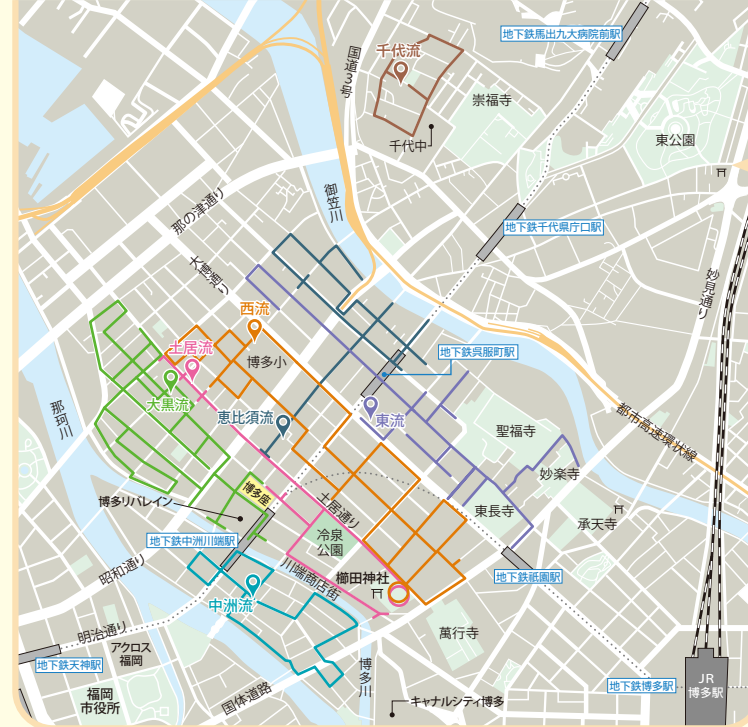 地下鉄馬出九大病院前駅
千代流
国道3号
崇福寺
千代中
東公園
御笠川
那の津通り
地下鉄千代県庁口駅
大博通り
妙見通り
西流
土居流
博多小
地下鉄呉服町駅
大黒流
恵比須流
東流
那珂川
都市高速環状線
聖福寺
妙楽寺
博多座
土居通り
博多リバレイン
東長寺
承天寺
冷泉
公園
地下鉄中洲川端駅
昭和通り
川端商店街
櫛田神社
地下鉄祇園駅
中洲流
明治通り
萬行寺
アクロス
福岡
地下鉄天神駅
博多川
JR
博多駅
地下鉄博多駅
福岡
市役所
国体道路
キャナルシティ博多